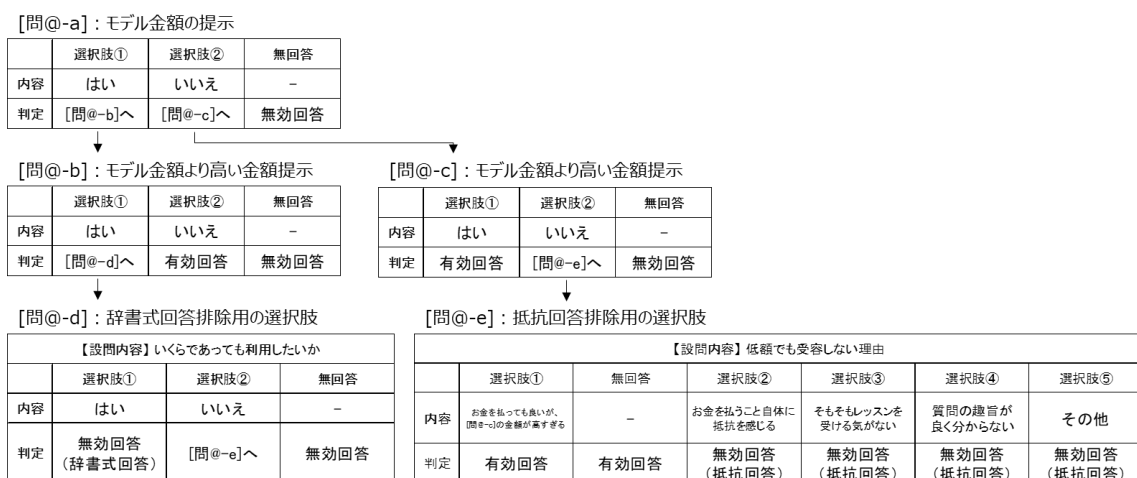 [問@-a]：モデル金額の提示
選択肢① 選択肢② 無回答
内容 はい いいえ －
判定 [問@-b]へ [問@-c]へ 無効回答
[問@-b]：モデル金額より高い金額提示
選択肢① 選択肢② 無回答
内容 はい いいえ －
判定 [問@-d]へ 有効回答 無効回答
[問@-c]：モデル金額より高い金額提示
選択肢① 選択肢② 無回答
内容 はい いいえ －
判定 有効回答 [問@-e]へ 無効回答
[問@-d]：辞書式回答排除用の選択肢
【設問内容】いくらであっても利用したいか
選択肢① 選択肢② 無回答
内容 はい いいえ －
判定 無効回答 [問@-e]へ 無効回答
（辞書式回答）
[問@-e]：抵抗回答排除用の選択肢
【設問内容】低額でも受容しない理由
選択肢① 無回答 選択肢② 選択肢③ 選択肢④ 選択肢⑤
内容 お金を払っても良いが、 － お金を払うこと自体に そもそもレッスンを 質問の趣旨が その他
[問@-c]の金額が高すぎる 抵抗を感じる 受ける気がない 良く分からない
判定 有効回答 有効回答 無効回答 無効回答 無効回答 無効回答
（抵抗回答） （抵抗回答） （抵抗回答） （抵抗回答）